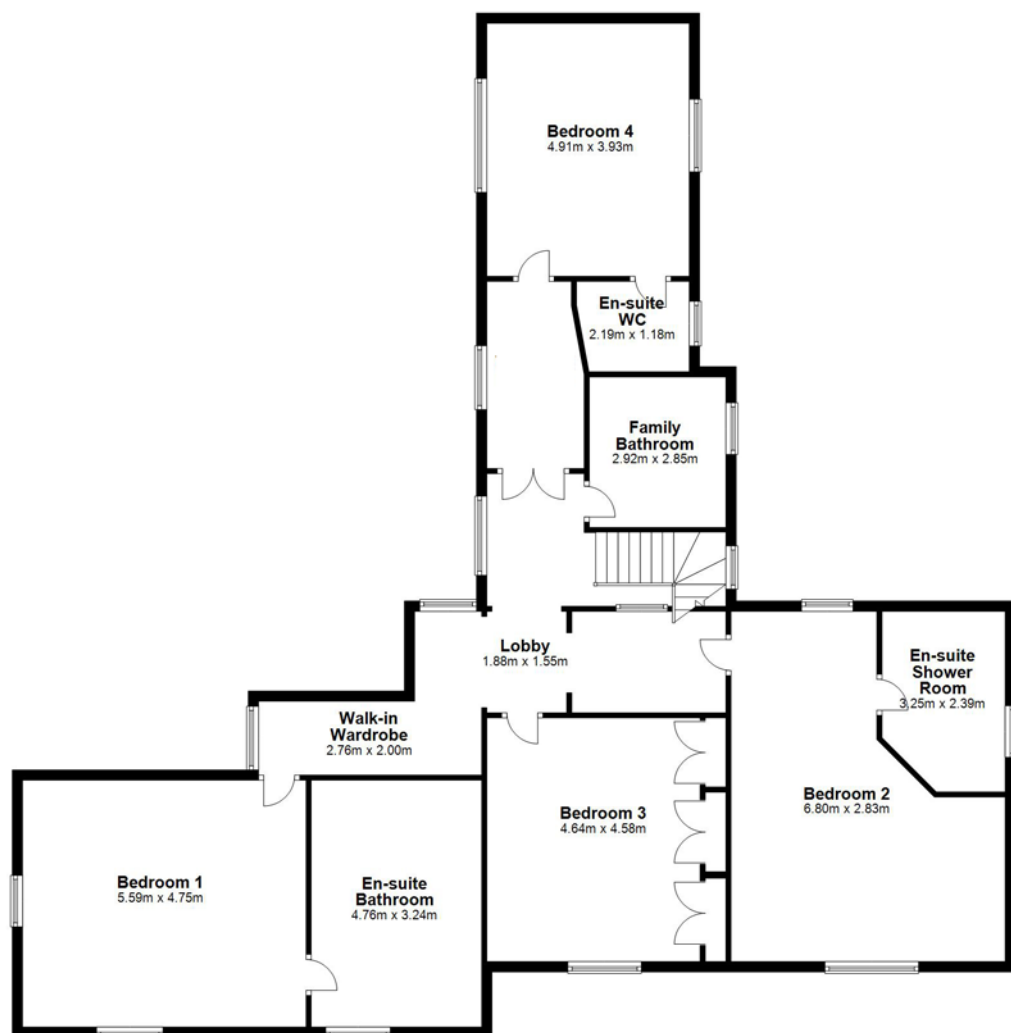 Bedroom 4
4.91m x 3.93m
En-suite
WC
2.19m x 1.18m
Family
Bathroom
2.92m x 2.85m
Lobby
1.88m x 1.55m
En-suite
Shower
Room
3.25m x 2.39m
Walk-in
Wardrobe
2.76m x 2.00m
Bedroom 2
6.80m x 2.83m
Bedroom 3
4.64m x 4.58m
Bedroom 1
5.59m x 4.75m
En-suite
Bathroom
4.76m x 3.24m